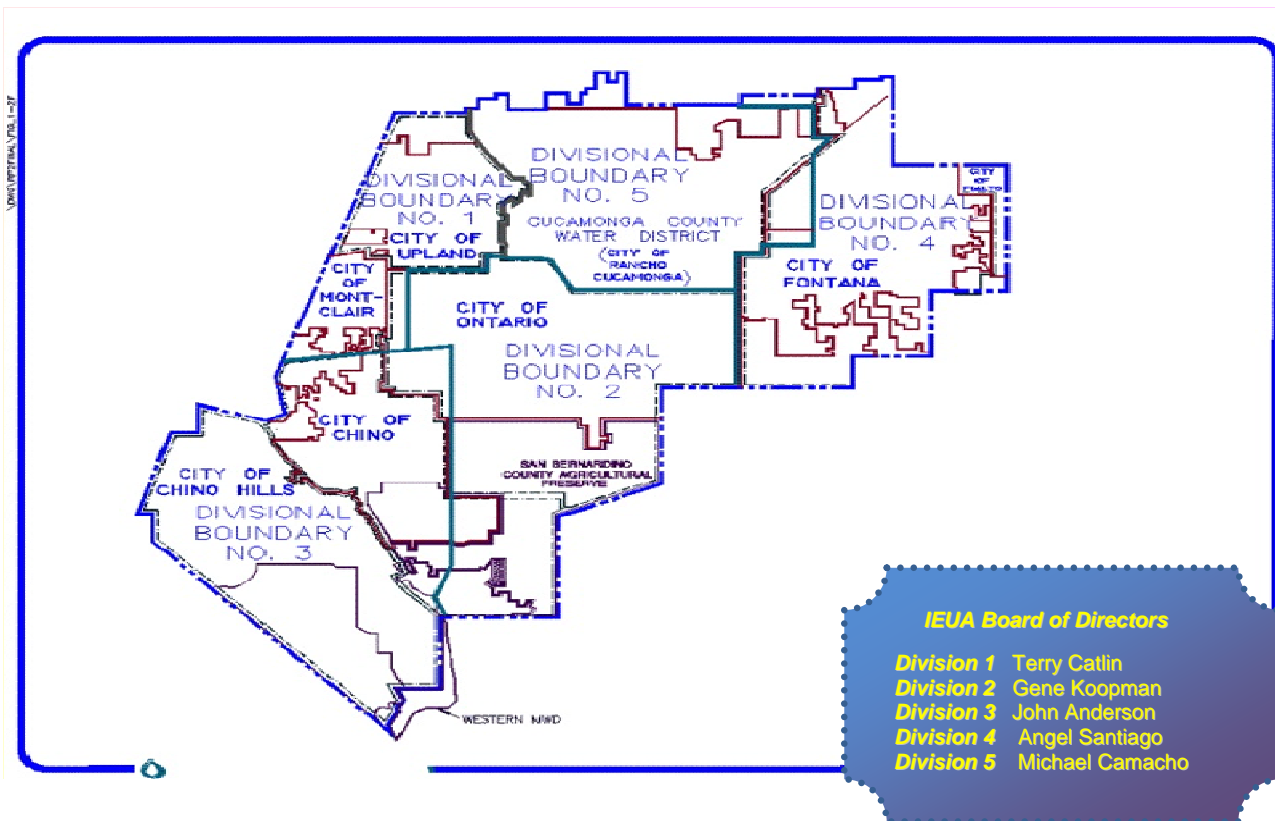 DIVISIONAL
BOUNDARY
NO. 5
CUCAMONGA COUNTY
WATER DISTRICT
(CITY OF
RANCHO
CUCAMONGA)
DIVISIONAL
BOUNDARY
NO. 1
CITY OF
UPLAND
CITY
OF
DIVISIONAL
BOUNDARY
NO. 4
CITY OF
FONTANA
CITY
OF
MONT-
CLAIR
CITY OF
ONTARIO
DIVISIONAL
BOUNDARY
NO. 2
CITY OF
CHINO
SAN BERNARDINO
COUNTY AGRICULTURAL
PRESERVE
CITY OF
CHINO HILLS
DIVISIONAL
BOUNDARY
NO. 3
WESTERN MWD
IEUA Board of Directors
Division 1 Terry Catlin
Division 2 Gene Koopman
Division 3 John Anderson
Division 4 Angel Santiago
Division 5 Michael Camacho